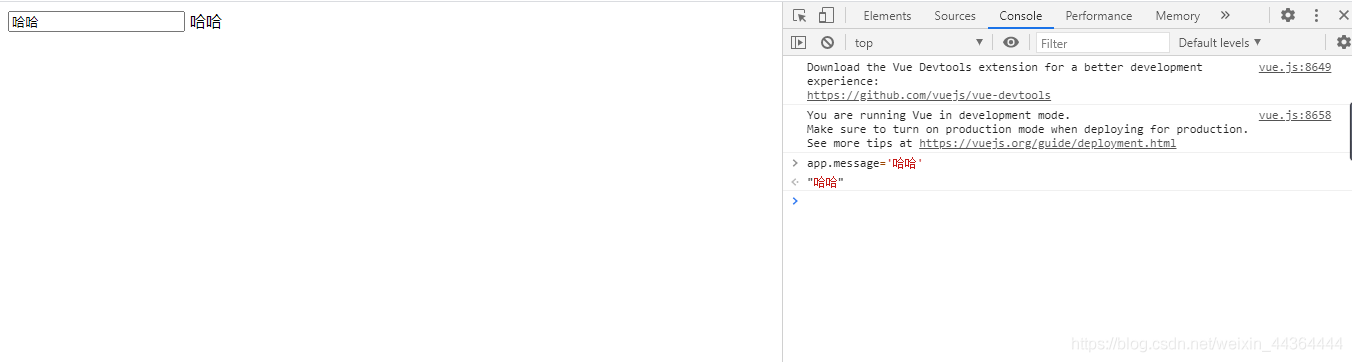 哈哈 哈哈
Elements Sources Console Performance Memory »
top Filter Default levels
Download the Vue Devtools extension for a better development vue.js:8649
experience:
https://github.com/vuejs/vue-devtools
You are running Vue in development mode. vue.js:8658
Make sure to turn on production mode when deploying for production.
See more tips at https://vuejs.org/guide/deployment.html
> app.message='哈哈'
"哈哈"
>
https://blog.csdn.net/weixin_44364444